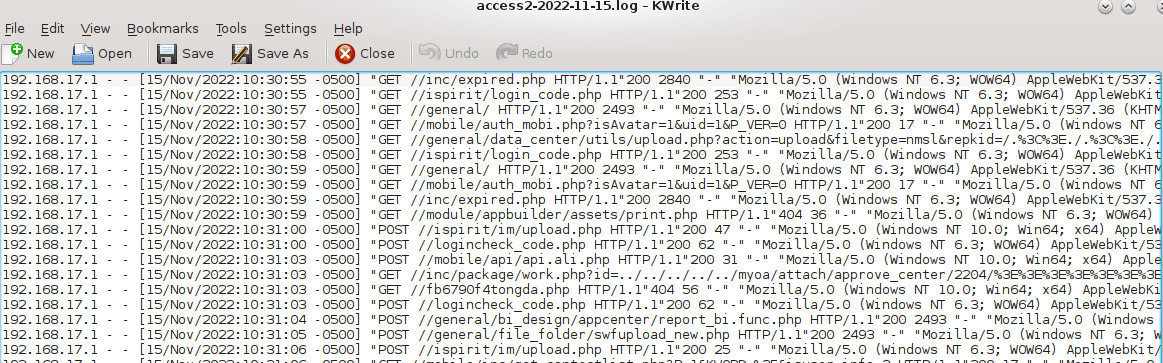 access2-2022-11-15.log – KWrite
File Edit View Bookmarks Tools Settings Help
New Open Save Save As Close Undo Redo
192.168.17.1 - - [15/Nov/2022:10:30:55 -0500] "GET //inc/expired.php HTTP/1.1"200 2840 "-" "Mozilla/5.0 (Windows NT 6.3; WOW64) AppleWebKit/537.3
192.168.17.1 - - [15/Nov/2022:10:30:55 -0500] "GET //ispirit/login_code.php HTTP/1.1"200 253 "-" "Mozilla/5.0 (Windows NT 6.3; WOW64) AppleWebKit
192.168.17.1 - - [15/Nov/2022:10:30:57 -0500] "GET //general/ HTTP/1.1"200 2493 "-" "Mozilla/5.0 (Windows NT 6.3; WOW64) AppleWebKit/537.36 (KHTM
192.168.17.1 - - [15/Nov/2022:10:30:57 -0500] "GET //mobile/auth_mobi.php?isAvatar=1&uid=1&P_VER=0 HTTP/1.1"200 17 "-" "Mozilla/5.0 (Windows NT 6
192.168.17.1 - - [15/Nov/2022:10:30:58 -0500] "GET //general/data_center/utils/upload.php?action=upload&filetype=nmsl&repkid=/.%3C%3E./.%3C%3E./.
192.168.17.1 - - [15/Nov/2022:10:30:58 -0500] "GET //ispirit/login_code.php HTTP/1.1"200 253 "-" "Mozilla/5.0 (Windows NT 6.3; WOW64) AppleWebKit
192.168.17.1 - - [15/Nov/2022:10:30:59 -0500] "GET //general/ HTTP/1.1"200 2493 "-" "Mozilla/5.0 (Windows NT 6.3; WOW64) AppleWebKit/537.36 (KHTM
192.168.17.1 - - [15/Nov/2022:10:30:59 -0500] "GET //mobile/auth_mobi.php?isAvatar=1&uid=1&P_VER=0 HTTP/1.1"200 17 "-" "Mozilla/5.0 (Windows NT 6
192.168.17.1 - - [15/Nov/2022:10:30:59 -0500] "GET //inc/expired.php HTTP/1.1"200 2840 "-" "Mozilla/5.0 (Windows NT 6.3; WOW64) AppleWebKit/537.3
192.168.17.1 - - [15/Nov/2022:10:30:59 -0500] "GET //module/appbuilder/assets/print.php HTTP/1.1"404 36 "-" "Mozilla/5.0 (Windows NT 6.3; WOW64)
192.168.17.1 - - [15/Nov/2022:10:31:00 -0500] "POST //ispirit/im/upload.php HTTP/1.1"200 47 "-" "Mozilla/5.0 (Windows NT 10.0; Win64; x64) AppleW
192.168.17.1 - - [15/Nov/2022:10:31:00 -0500] "POST //logincheck_code.php HTTP/1.1"200 62 "-" "Mozilla/5.0 (Windows NT 6.3; WOW64) AppleWebKit/53
192.168.17.1 - - [15/Nov/2022:10:31:03 -0500] "POST //mobile/api/api.ali.php HTTP/1.1"200 31 "-" "Mozilla/5.0 (Windows NT 10.0; Win64; x64) Apple
192.168.17.1 - - [15/Nov/2022:10:31:03 -0500] "GET //inc/package/work.php?id=../../../../../myoa/attach/approve_center/2204/%3E%3E%3E%3E%3E%3E%3E
192.168.17.1 - - [15/Nov/2022:10:31:03 -0500] "GET //fb6790f4tongda.php HTTP/1.1"404 56 "-" "Mozilla/5.0 (Windows NT 10.0; Win64; x64) AppleWebKi
192.168.17.1 - - [15/Nov/2022:10:31:03 -0500] "POST //logincheck_code.php HTTP/1.1"200 62 "-" "Mozilla/5.0 (Windows NT 6.3; WOW64) AppleWebKit/53
192.168.17.1 - - [15/Nov/2022:10:31:04 -0500] "POST //general/bi_design/appcenter/report_bi.func.php HTTP/1.1"200 2493 "-" "Mozilla/5.0 (Windows
192.168.17.1 - - [15/Nov/2022:10:31:05 -0500] "POST //general/file_folder/swfupload_new.php HTTP/1.1"200 2493 "-" "Mozilla/5.0 (Windows NT 6.3; W
192.168.17.1 - - [15/Nov/2022:10:31:06 -0500] "POST //ispirit/im/upload.php HTTP/1.1"200 25 "-" "Mozilla/5.0 (Windows NT 6.3; WOW64) AppleWebKit/